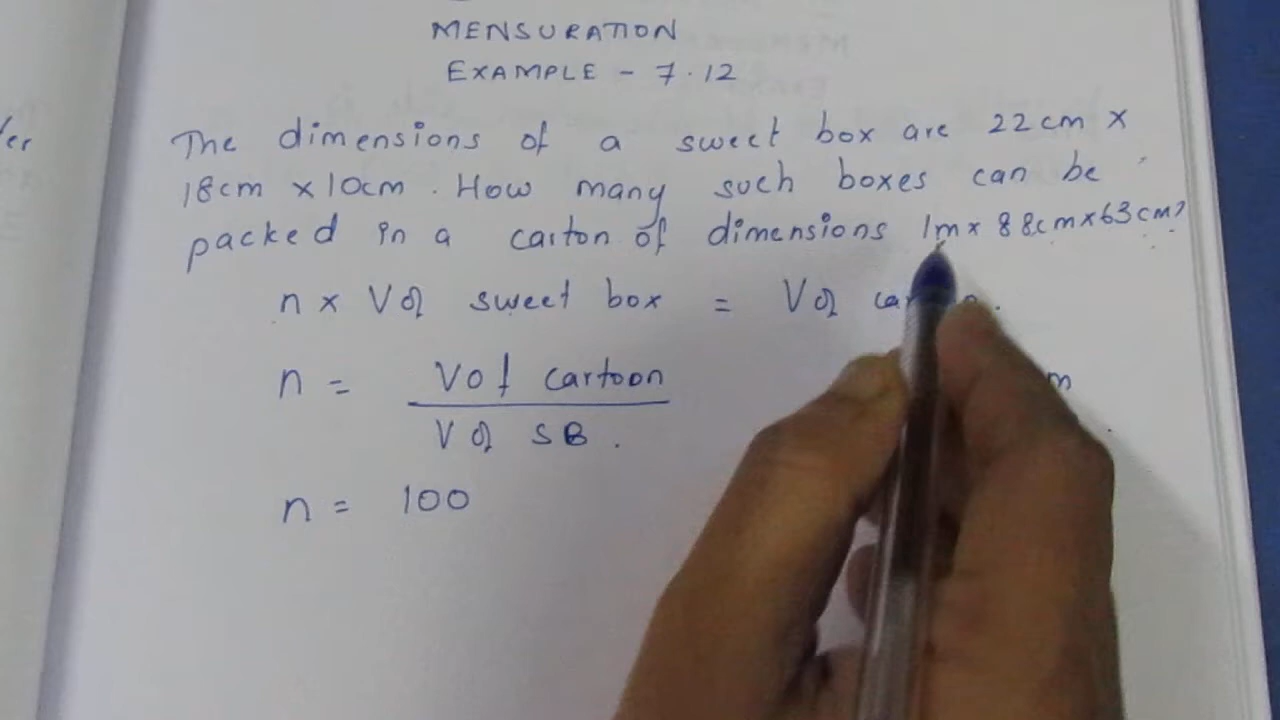 MENSURATION
EXAMPLE - 7.12
The dimensions of a sweet box are 22cm x
18cm x10cm. How many such boxes can be
packed in a carton of dimensions 1m x 88cm x 63cm?
n x V of sweet box = V of
n = V of cartoon
V of SB.
n = 100
m